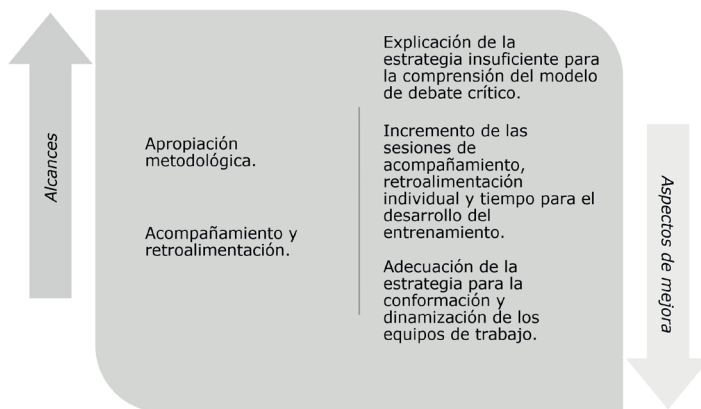 Alcances
Apropiación
metodológica.
Acompañamiento y
retroalimentación.
Explicación de la
estrategia insuficiente para
la comprensión del modelo
de debate crítico.
Incremento de las
sesiones de
acompañamiento,
retroalimentación
individual y tiempo para el
desarrollo del
entrenamiento.
Adecuación de la
estrategia para la
conformación y
dinamización de los
equipos de trabajo.
Aspectos de mejora